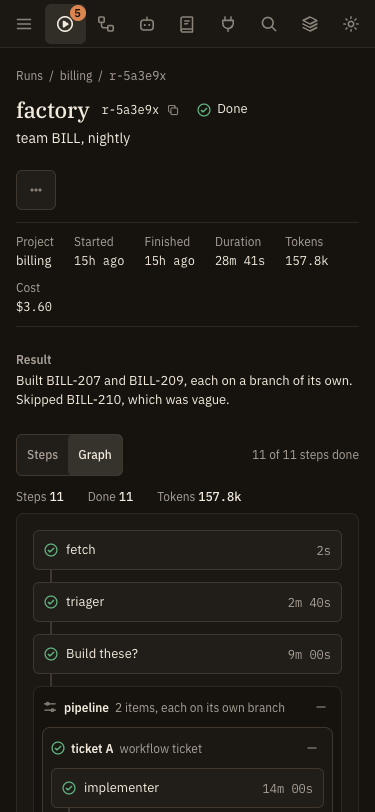 5
Runs / billing / r-5a3e9x
factory r-5a3e9x Done
team BILL, nightly
Project Started Finished Duration Tokens
billing 15h ago 15h ago 28m 41s 157.8k
Cost
$3.60
Result
Built BILL-207 and BILL-209, each on a branch of its own.
Skipped BILL-210, which was vague.
Steps Graph 11 of 11 steps done
Steps 11 Done 11 Tokens 157.8k
fetch 2s
triager 2m 40s
Build these? 9m 00s
pipeline 2 items, each on its own branch
ticket A workflow ticket
implementer 14m 00s